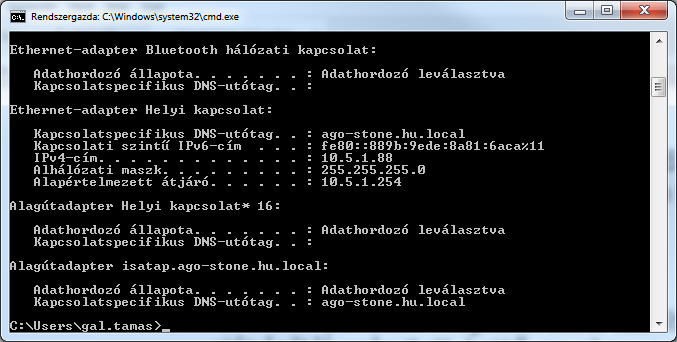 Rendszergazda: C:\Windows\system32\cmd.exe
Ethernet-adapter Bluetooth hálózati kapcsolat:
Adathordozó állapota. . . . . . . : Adathordozó leválasztva
Kapcsolatspecifikus DNS-utótag. . :
Ethernet-adapter Helyi kapcsolat:
Kapcsolatspecifikus DNS-utótag. . : ago-stone.hu.local
Kapcsolati szintű IPv6-cím . . . : fe80::889b:9ede:8a81:6aca%11
IPv4-cím. . . . . . . . . . . . . : 10.5.1.88
Alhálózati maszk. . . . . . . . . : 255.255.255.0
Alapértelmezett átjáró. . . . . . : 10.5.1.254
Alagútadapter Helyi kapcsolat* 16:
Adathordozó állapota. . . . . . . : Adathordozó leválasztva
Kapcsolatspecifikus DNS-utótag. . :
Alagútadapter isatap.ago-stone.hu.local:
Adathordozó állapota. . . . . . . : Adathordozó leválasztva
Kapcsolatspecifikus DNS-utótag. . : ago-stone.hu.local
C:\Users\gal.tamas>_